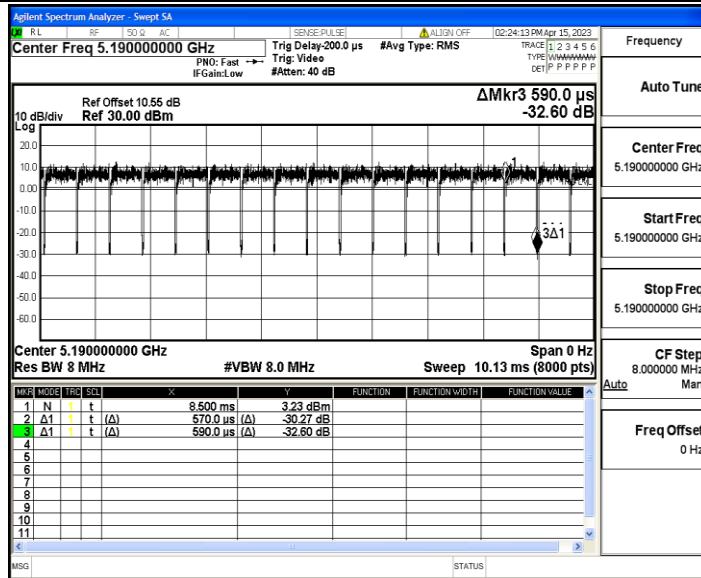 Agilent Spectrum Analyzer - Swept SA
RL RF 50 Ω AC SENSE:PULSE ALIGN OFF 02:24:13 PM Apr 15, 2023
Center Freq 5.190000000 GHz
PNO: Fast
IFGain:Low
Trig Delay-200.0 µs
Trig: Video
#Atten: 40 dB
#Avg Type: RMS
TRACE 1 2 3 4 5 6
TYPE WWWWWW
DET P P P P P P
ΔMkr3 590.0 µs
-32.60 dB
Ref Offset 10.55 dB
10 dB/div Ref 30.00 dBm
Log
20.0
10.0
0.00
-10.0
-20.0
-30.0
-40.0
-50.0
-60.0
1
3Δ1
Center 5.190000000 GHz Span 0 Hz
Res BW 8 MHz #VBW 8.0 MHz Sweep 10.13 ms (8000 pts)
MKR MODE TRC SCL X Y FUNCTION FUNCTION WIDTH FUNCTION VALUE
1 N 1 t 8.500 ms 3.23 dBm
2 Δ1 1 t (Δ) 570.0 µs (Δ) -30.27 dB
3 Δ1 1 t (Δ) 590.0 µs (Δ) -32.60 dB
4
5
6
7
8
9
10
11
MSG STATUS
Frequency
Auto Tune
Center Freq
5.190000000 GHz
Start Freq
5.190000000 GHz
Stop Freq
5.190000000 GHz
CF Step
8.000000 MHz
Auto Man
Freq Offset
0 Hz